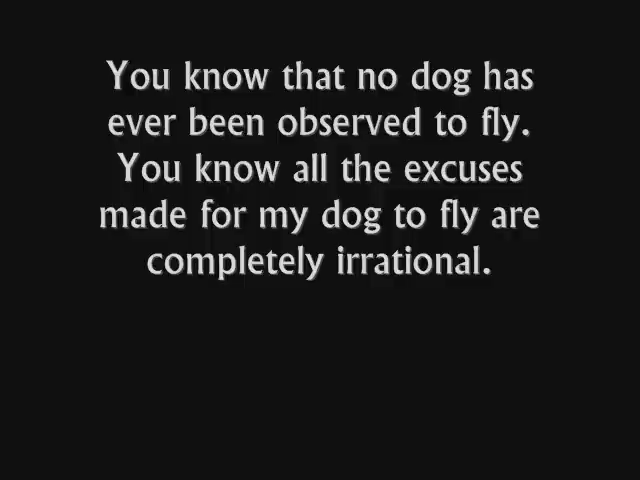 You know that no dog has
ever been observed to fly.
You know all the excuses
made for my dog to fly are
completely irrational.